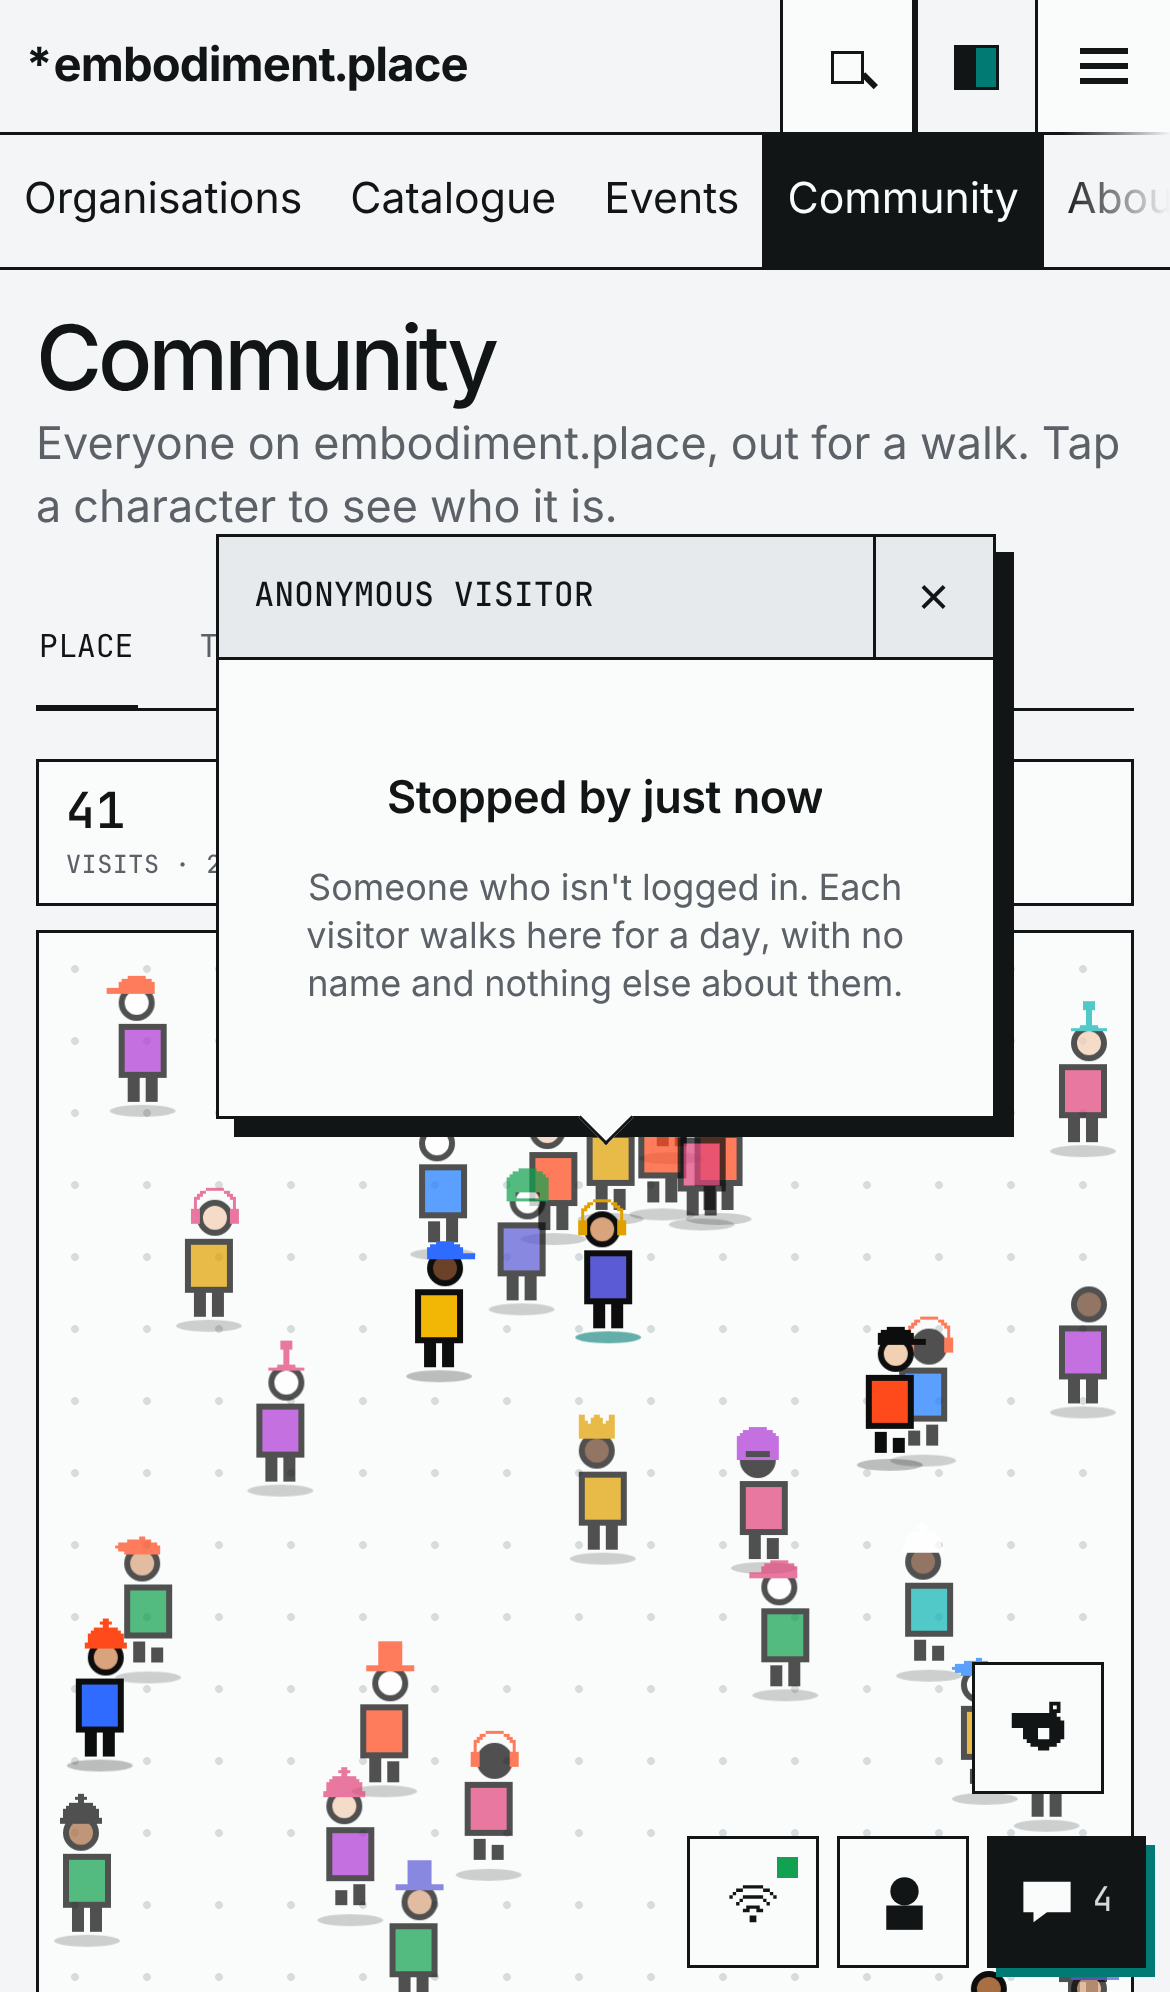 *embodiment.place
Organisations Catalogue Events Community Abou
Community
Everyone on embodiment.place, out for a walk. Tap
a character to see who it is.
ANONYMOUS VISITOR
PLACE T
41
VISITS · 2
Stopped by just now
Someone who isn't logged in. Each
visitor walks here for a day, with no
name and nothing else about them.
4